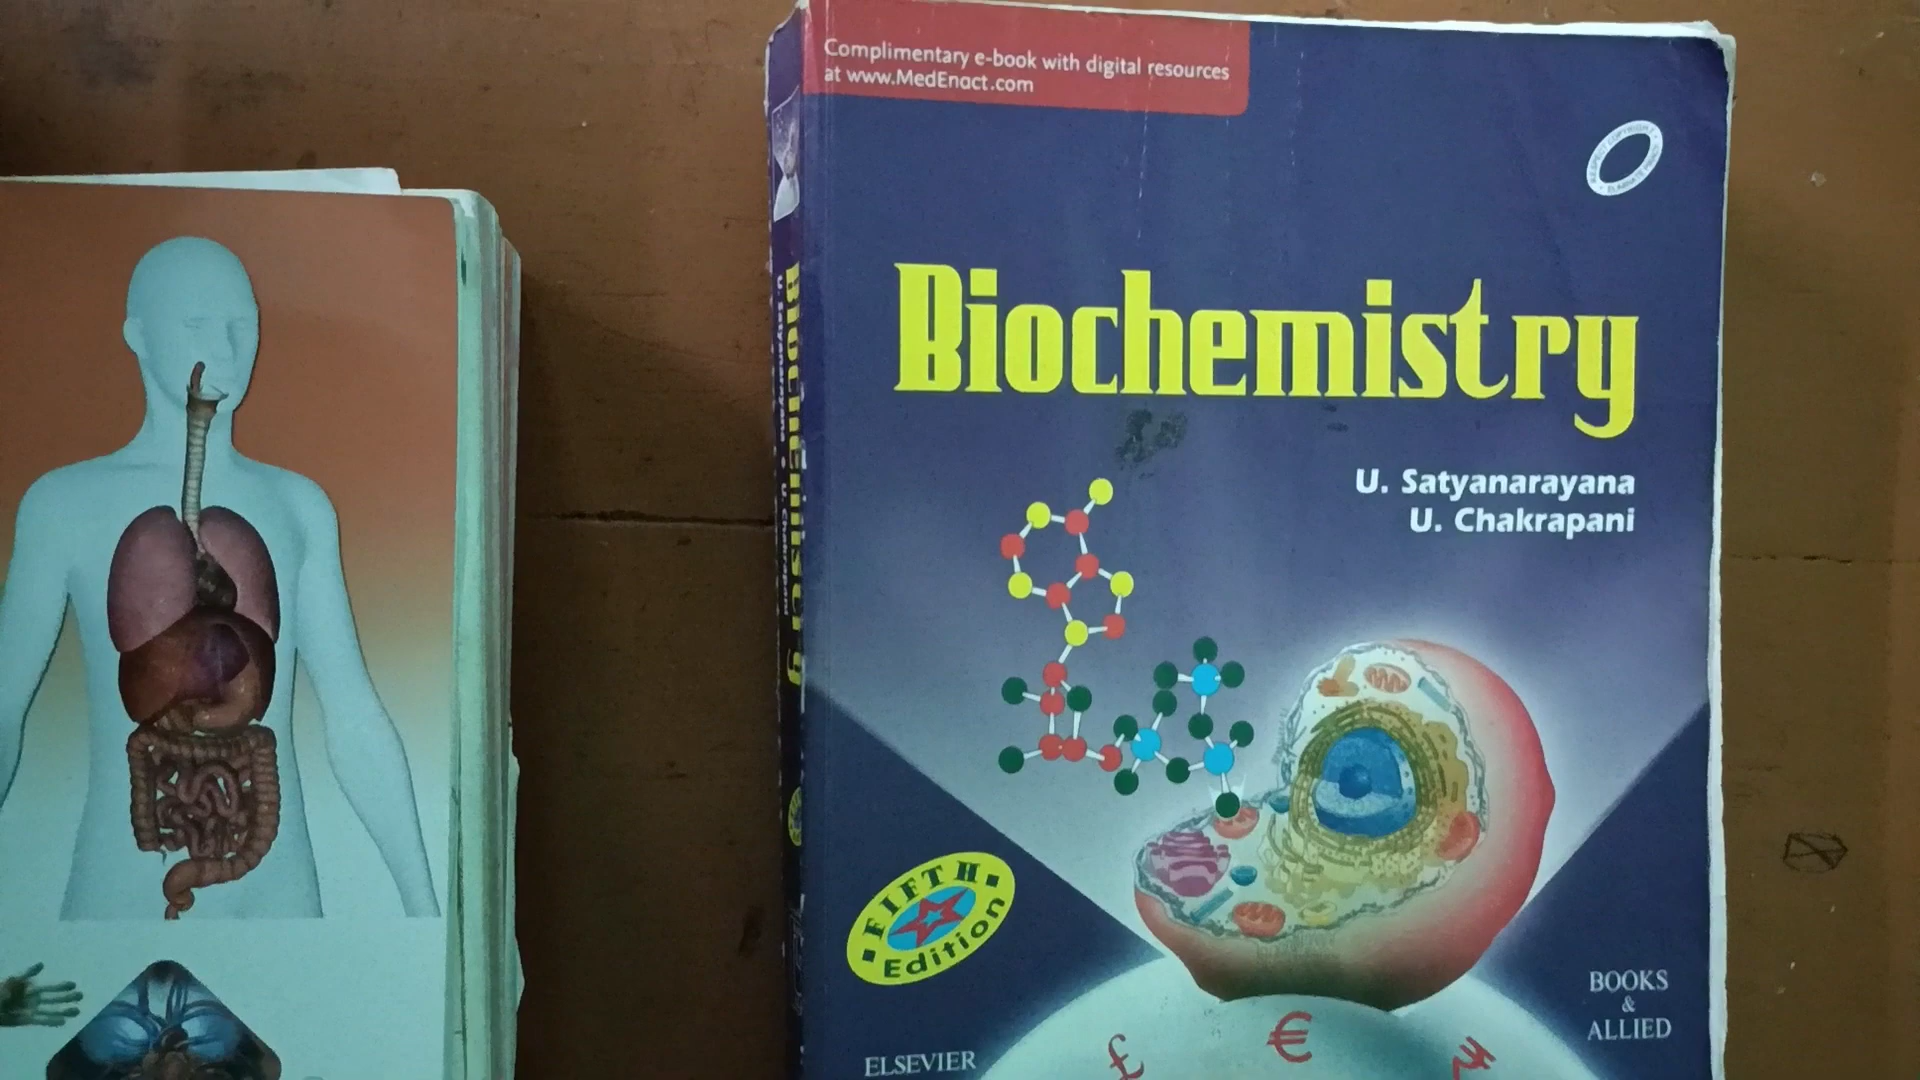 Complimentary e-book with digital resources
at www.MedEnact.com
Biochemistry
U. Satyanarayana
U. Chakrapani
FIFTH
Edition
BOOKS
&
ALLIED
ELSEVIER
£ € ₹
Biochemistry
U. Satyanarayana • U. Chakrapani